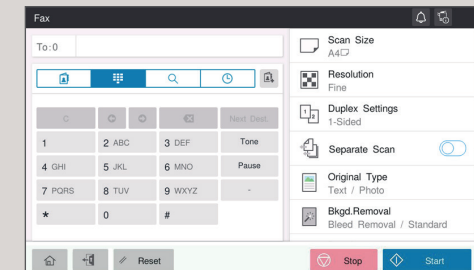 Fax
To:0
C
Next Dest.
1
2 ABC
3 DEF
Tone
4 GHI
5 JKL
6 MNO
Pause
7 PQRS
8 TUV
9 WXYZ
-
*
0
#
Reset
Scan Size
A4
Resolution
Fine
1 2
Duplex Settings
1-Sided
Separate Scan
Original Type
Text / Photo
Bkgd.Removal
Bleed Removal / Standard
Stop
Start